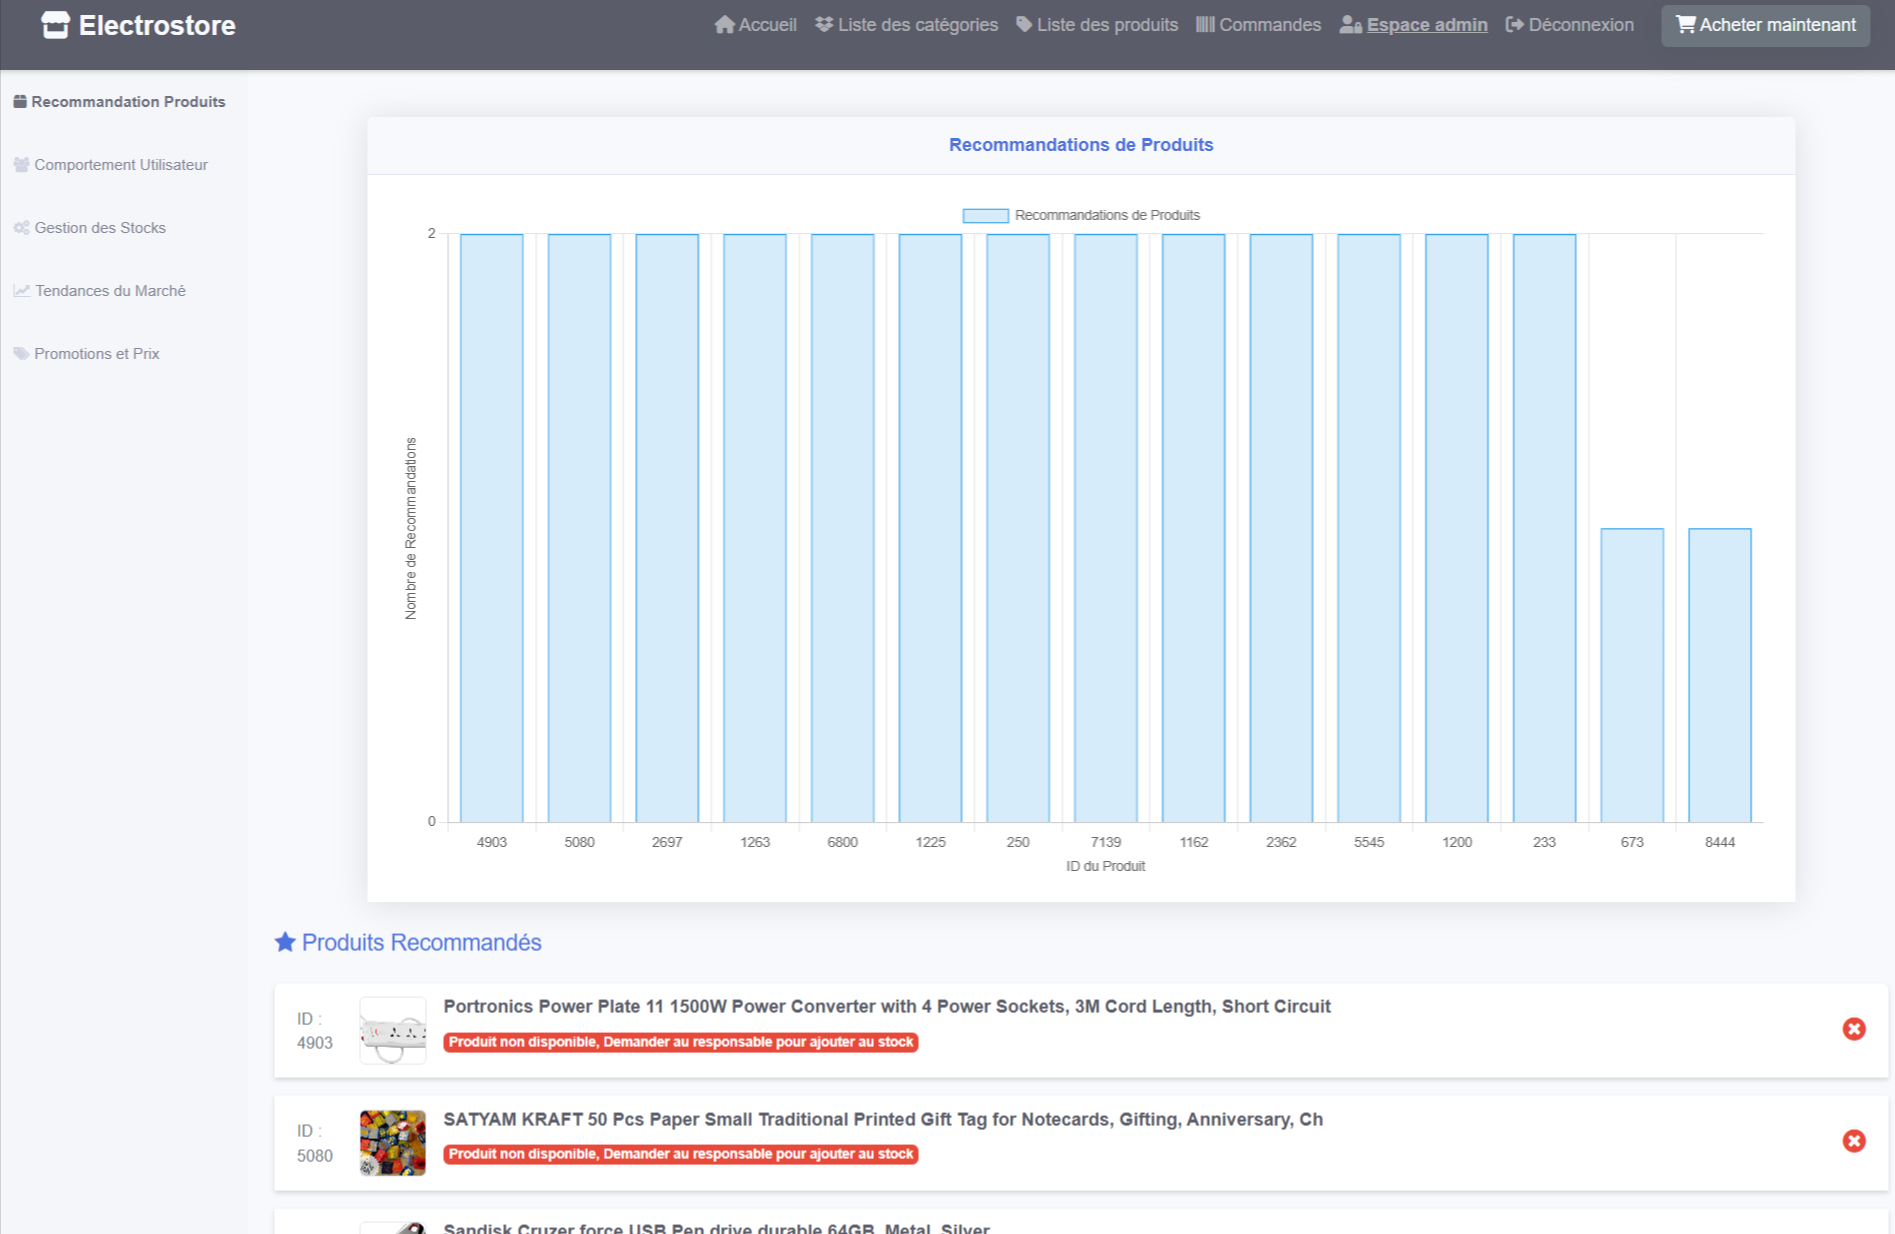 Electrostore
Accueil Liste des catégories Liste des produits Commandes Espace admin Déconnexion Acheter maintenant
Recommandation Produits
Comportement Utilisateur
Gestion des Stocks
Tendances du Marché
Promotions et Prix
Recommandations de Produits
Recommandations de Produits
2
Nombre de Recommandations
0
4903 5080 2697 1263 6800 1225 250 7139 1162 2362 5545 1200 233 673 8444
ID du Produit
Produits Recommandés
ID : 4903
Portronics Power Plate 11 1500W Power Converter with 4 Power Sockets, 3M Cord Length, Short Circuit
Produit non disponible, Demander au responsable pour ajouter au stock
ID : 5080
SATYAM KRAFT 50 Pcs Paper Small Traditional Printed Gift Tag for Notecards, Gifting, Anniversary, Ch
Produit non disponible, Demander au responsable pour ajouter au stock
Sandisk Cruzer force USB Pen drive durable 64GB, Metal, Silver